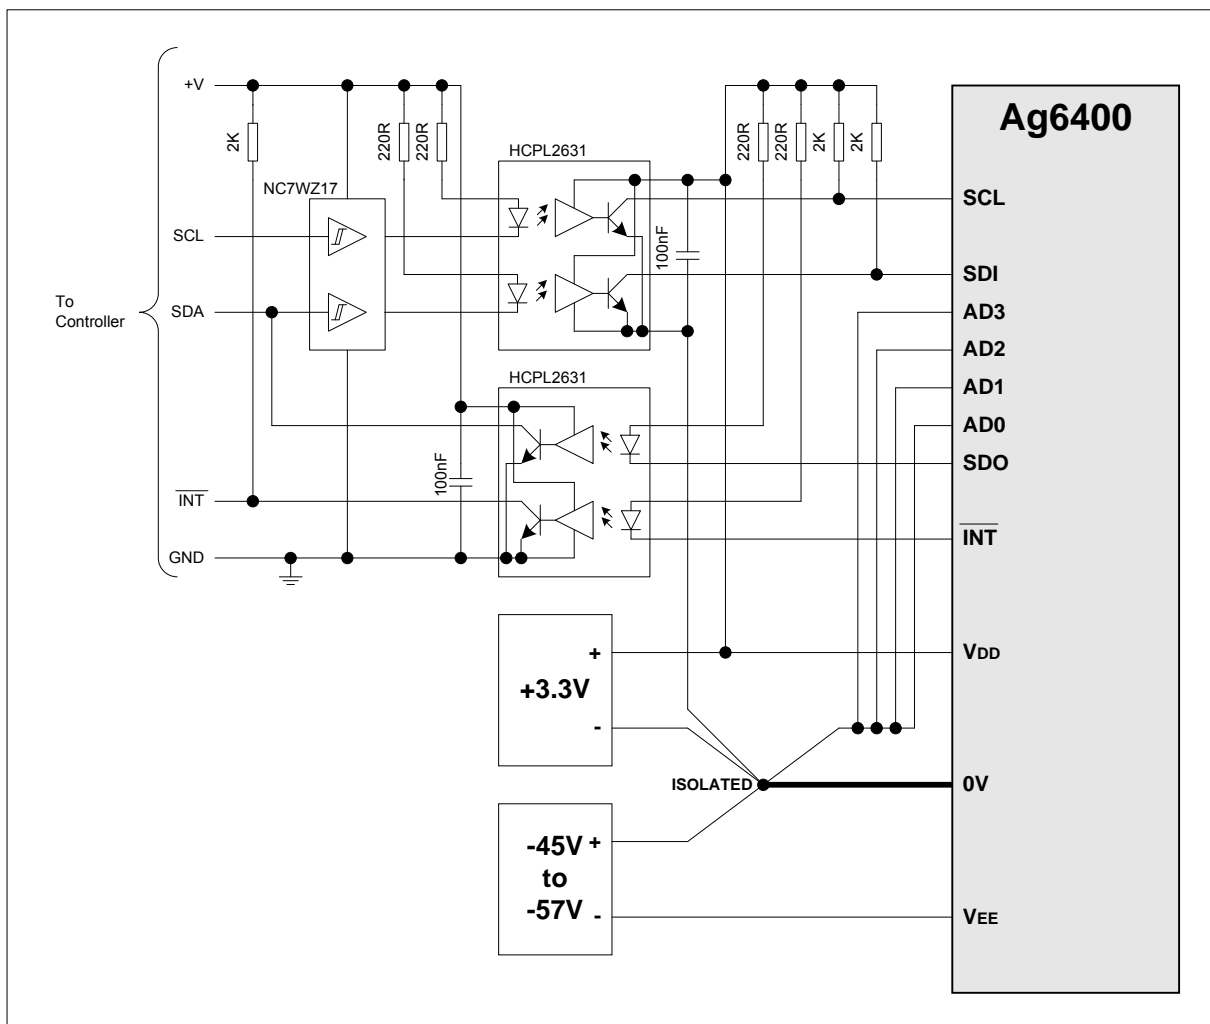 +V
2K
220R
220R
HCPL2631
220R
220R
2K
2K
Ag6400
NC7WZ17
SCL
SCL
100nF
SDI
To
Controller
SDA
AD3
AD2
HCPL2631
AD1
AD0
SDO
100nF
INT
INT
GND
+
+3.3V
-
VDD
ISOLATED
0V
-45V
to
-57V
+
-
VEE